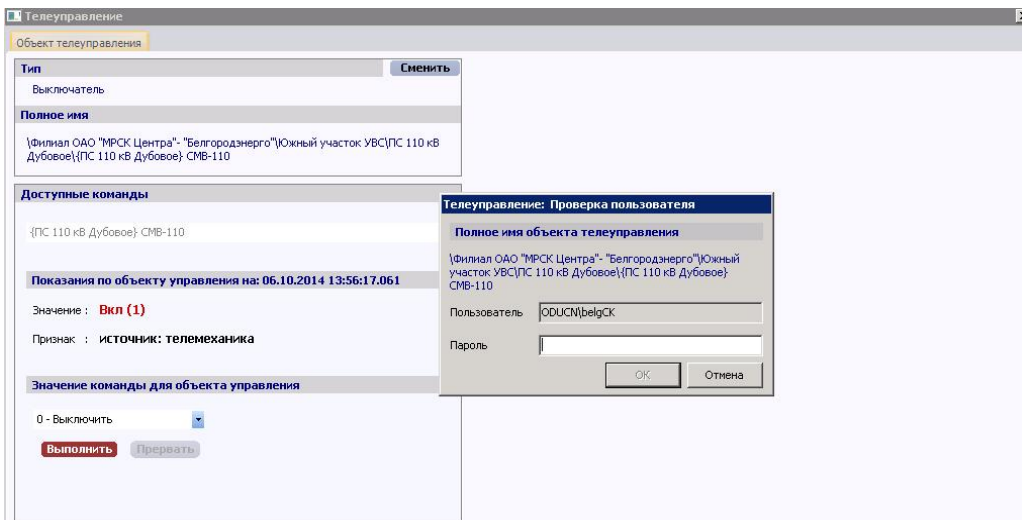 Телеуправление
Объект телеуправления
Тип
Сменить
Выключатель
Полное имя
\Филиал ОАО "МРСК Центра"- "Белгородэнерго"\Южный участок УВС\ПС 110 кВ
Дубовое\{ПС 110 кВ Дубовое} СМВ-110
Доступные команды
{ПС 110 кВ Дубовое} СМВ-110
Показания по объекту управления на: 06.10.2014 13:56:17.061
Значение : Вкл (1)
Признак : источник: телемеханика
Значение команды для объекта управления
0 - Выключить
Выполнить Прервать
Телеуправление: Проверка пользователя
Полное имя объекта телеуправления
\Филиал ОАО "МРСК Центра"- "Белгородэнерго"\Южный
участок УВС\ПС 110 кВ Дубовое\{ПС 110 кВ Дубовое}
СМВ-110
Пользователь ODUCN\belgCK
Пароль
ОК Отмена